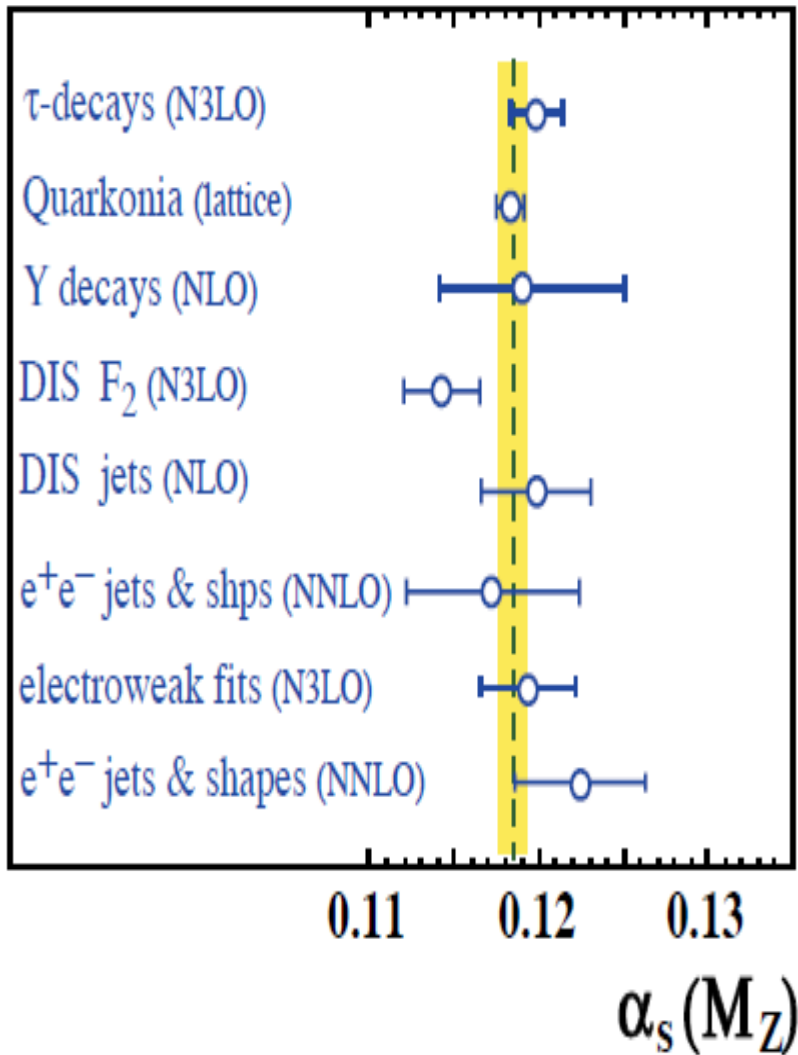 τ-decays (N3LO)
Quarkonia (lattice)
Υ decays (NLO)
DIS F₂ (N3LO)
DIS jets (NLO)
e⁺e⁻ jets & shps (NNLO)
electroweak fits (N3LO)
e⁺e⁻ jets & shapes (NNLO)
0.11 0.12 0.13
αₛ(M_Z)